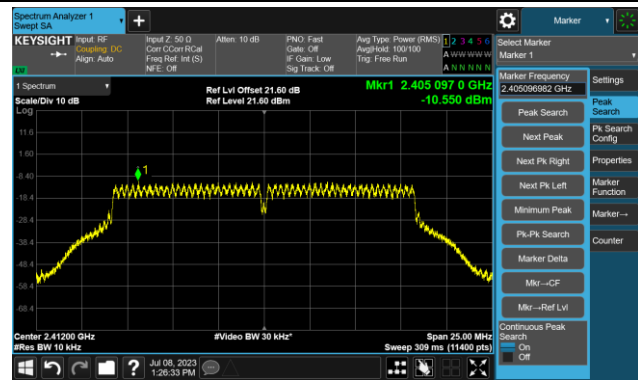 Spectrum Analyzer 1
Swept SA
Marker
KEYSIGHT
Input: RF
Coupling: DC
Align: Auto
Input Z: 50 Ω
Corr CCorr RCal
Freq Ref: Int (S)
NFE: Off
Atten: 10 dB
PNO: Fast
Gate: Off
IF Gain: Low
Sig Track: Off
Avg Type: Power (RMS)
Avg|Hold: 100/100
Trig: Free Run
1 2 3 4 5 6
A W W W W W
A N N N N N
Select Marker
Marker 1
1 Spectrum
Scale/Div 10 dB
Log
Ref Lvl Offset 21.60 dB
Ref Level 21.60 dBm
Mkr1 2.405 097 0 GHz
-10.550 dBm
11.6
1.60
-8.40
-18.4
-28.4
-38.4
-48.4
-58.4
-68.4
1
Center 2.41200 GHz
#Res BW 10 kHz
#Video BW 30 kHz*
Span 25.00 MHz
Sweep 309 ms (11400 pts)
Marker Frequency
2.405096982 GHz
Peak Search
Next Peak
Next Pk Right
Next Pk Left
Minimum Peak
Pk-Pk Search
Marker Delta
Mkr→CF
Mkr→Ref Lvl
Continuous Peak
Search
On
Off
Settings
Peak
Search
Pk Search
Config
Properties
Marker
Function
Marker→
Counter
Jul 08, 2023
1:26:33 PM